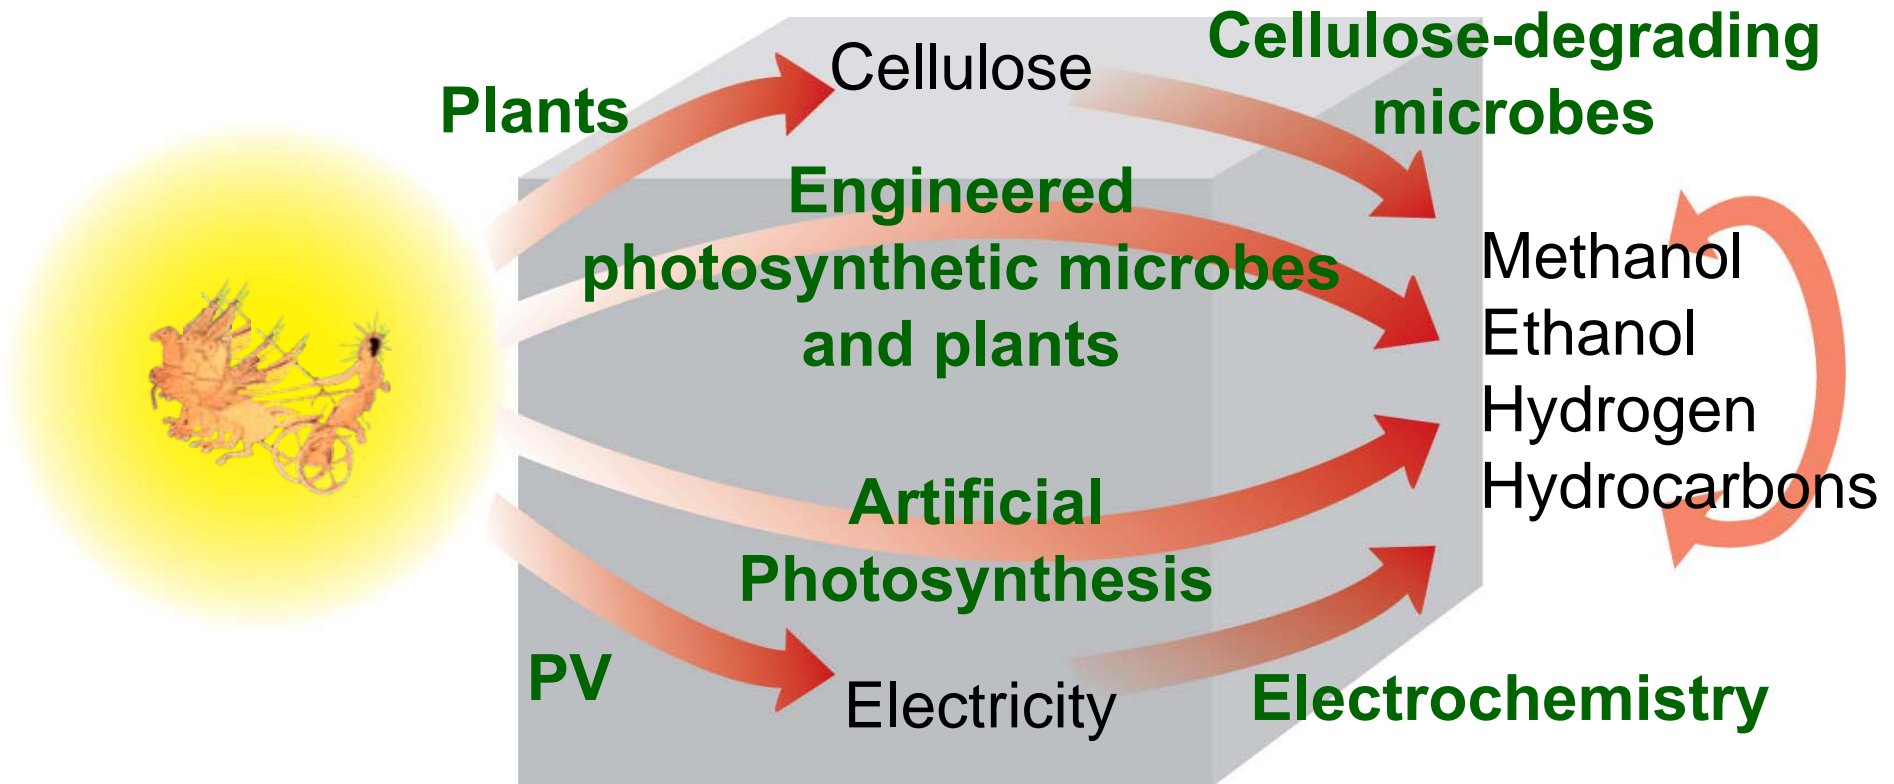 Cellulose
Cellulose-degrading
microbes
Plants
Engineered
photosynthetic microbes
and plants
Methanol
Ethanol
Hydrogen
Hydrocarbons
Artificial
Photosynthesis
PV
Electricity
Electrochemistry